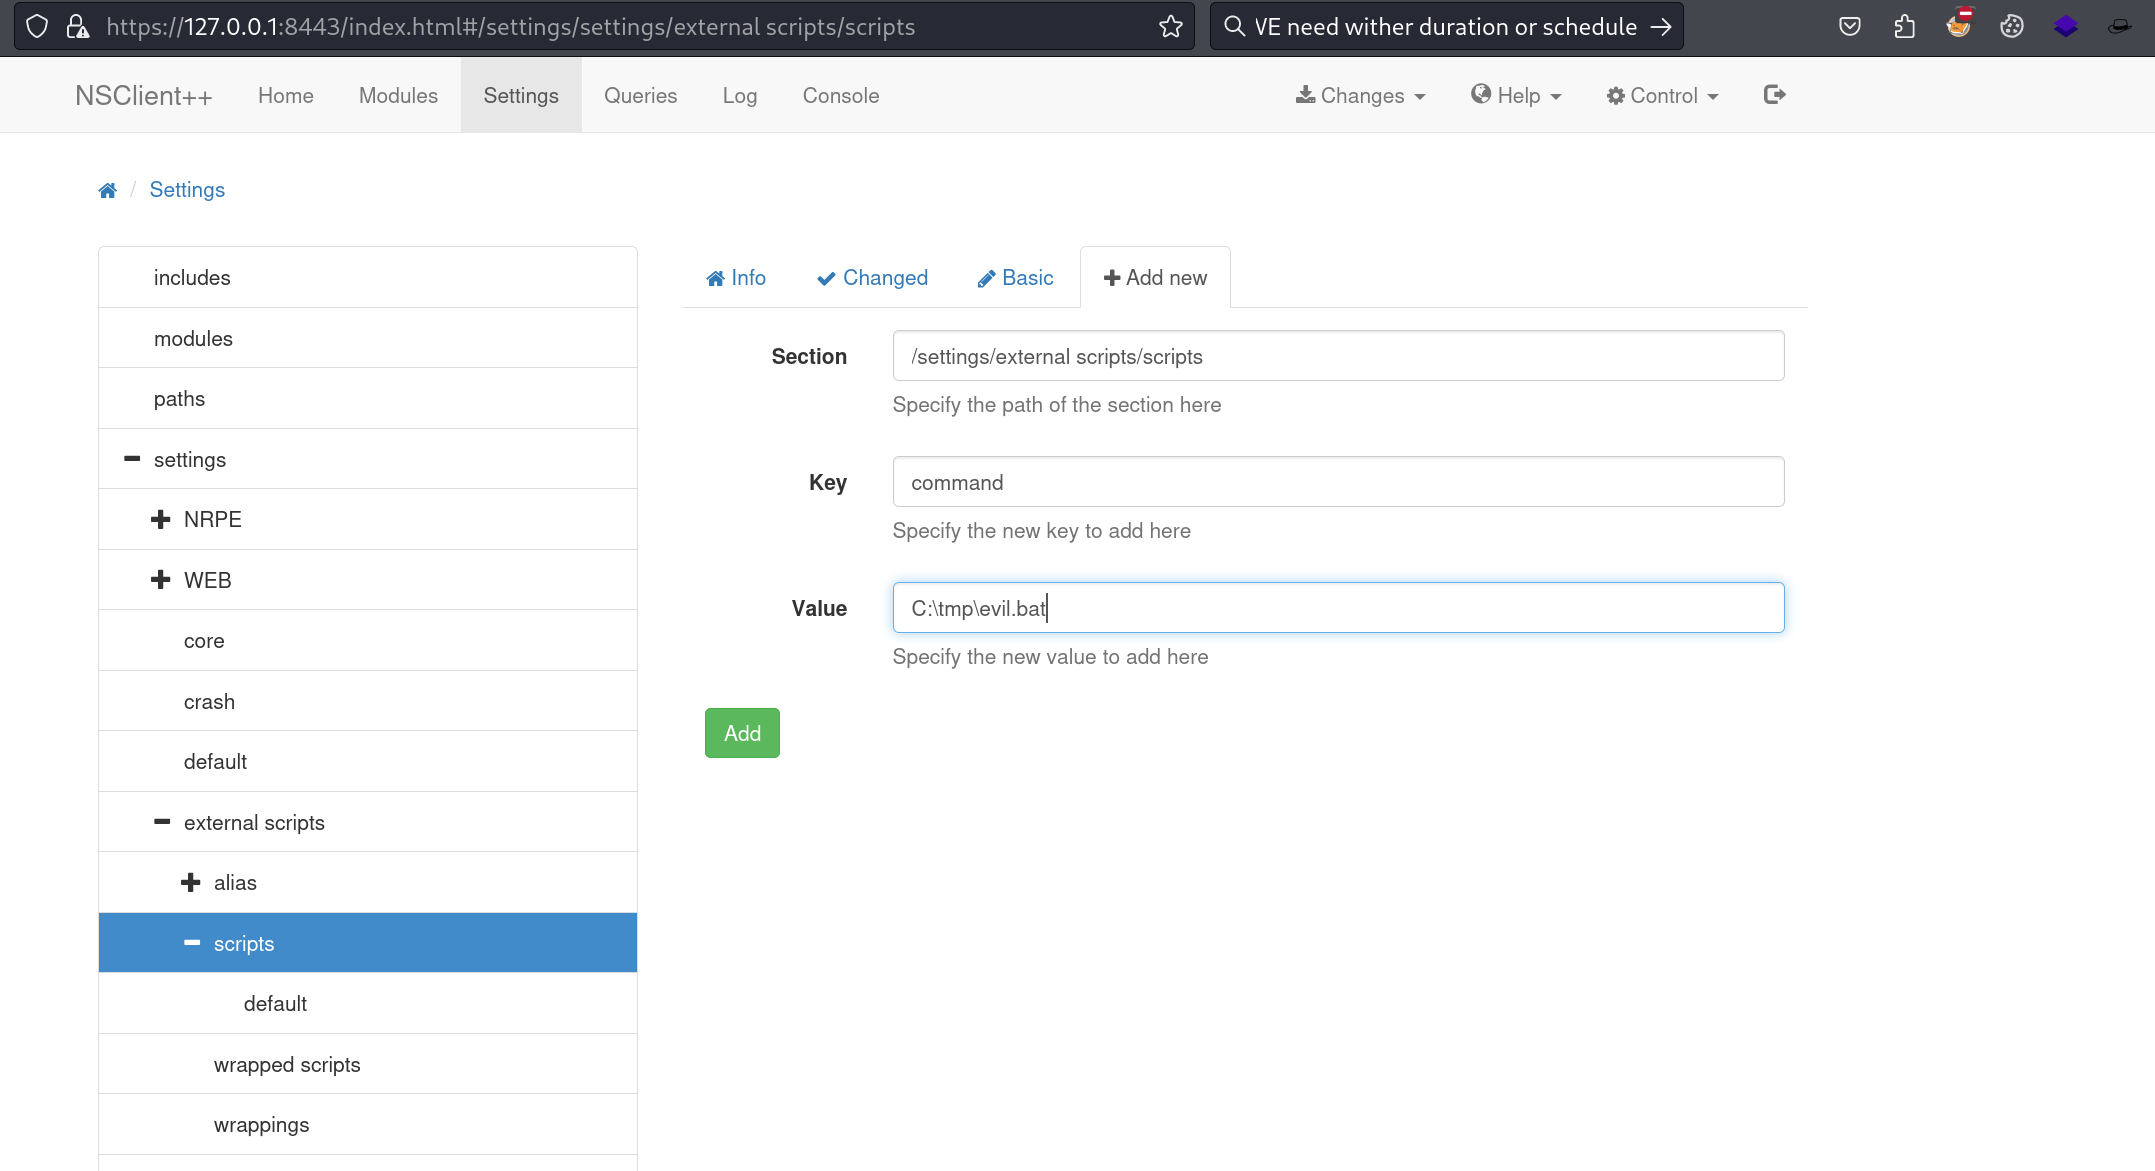 https://127.0.0.1:8443/index.html#/settings/settings/external scripts/scripts
VE need wither duration or schedule
NSClient++ Home Modules Settings Queries Log Console Changes Help Control
/ Settings
includes
modules
paths
settings
NRPE
WEB
core
crash
default
external scripts
alias
scripts
default
wrapped scripts
wrappings
Info Changed Basic Add new
Section /settings/external scripts/scripts
Specify the path of the section here
Key command
Specify the new key to add here
Value C:\tmp\evil.bat
Specify the new value to add here
Add